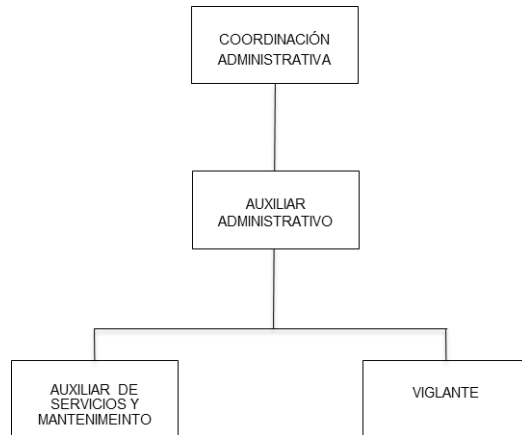 COORDINACIÓN
ADMINISTRATIVA
AUXILIAR
ADMINISTRATIVO
AUXILIAR DE
SERVICIOS Y
MANTENIMEINTO
VIGLANTE